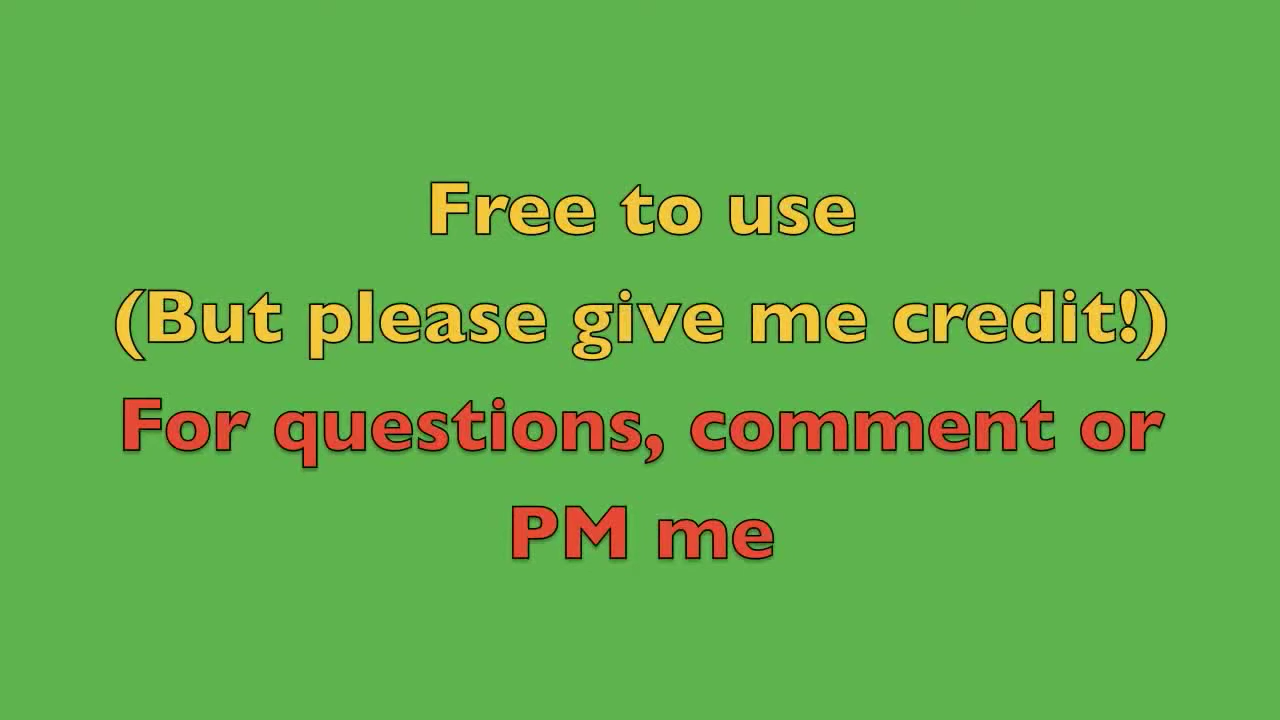 Free to use
(But please give me credit!)
For questions, comment or
PM me